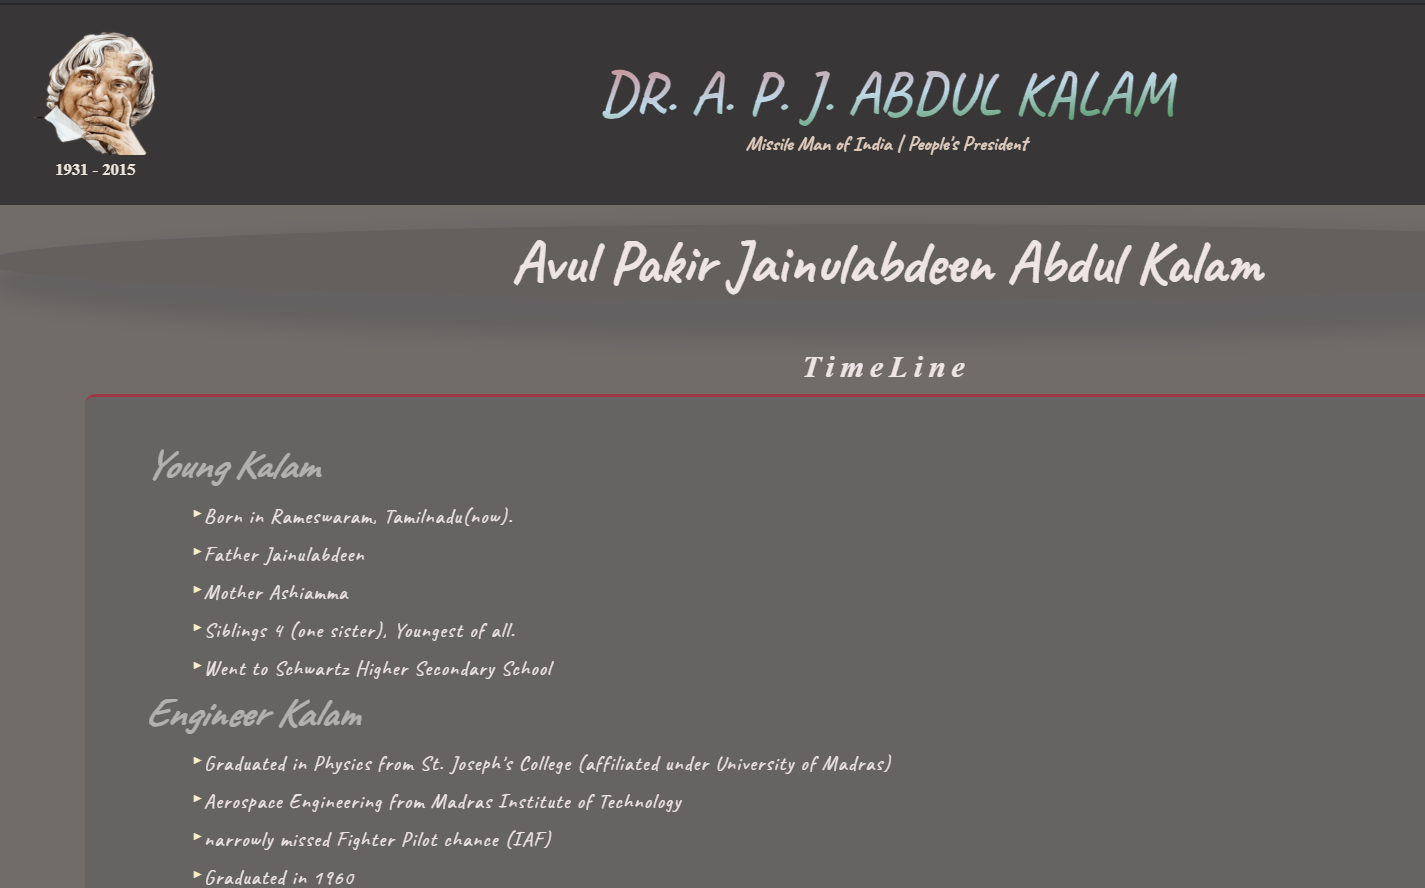 1931 - 2015
DR. A. P. J. ABDUL KALAM
Missile Man of India | People's President
Avul Pakir Jainulabdeen Abdul Kalam
TimeLine
Young Kalam
Born in Rameswaram, Tamilnadu(now).
Father Jainulabdeen
Mother Ashiamma
Siblings 4 (one sister), Youngest of all.
Went to Schwartz Higher Secondary School
Engineer Kalam
Graduated in Physics from St. Joseph's College (affiliated under University of Madras)
Aerospace Engineering from Madras Institute of Technology
narrowly missed Fighter Pilot chance (IAF)
Graduated in 1960